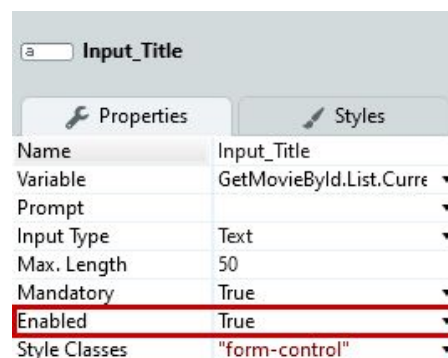 a
Input_Title
Properties
Styles
Name Input_Title
Variable GetMovieById.List.Curre
Prompt
Input Type Text
Max. Length 50
Mandatory True
Enabled True
Style Classes "form-control"